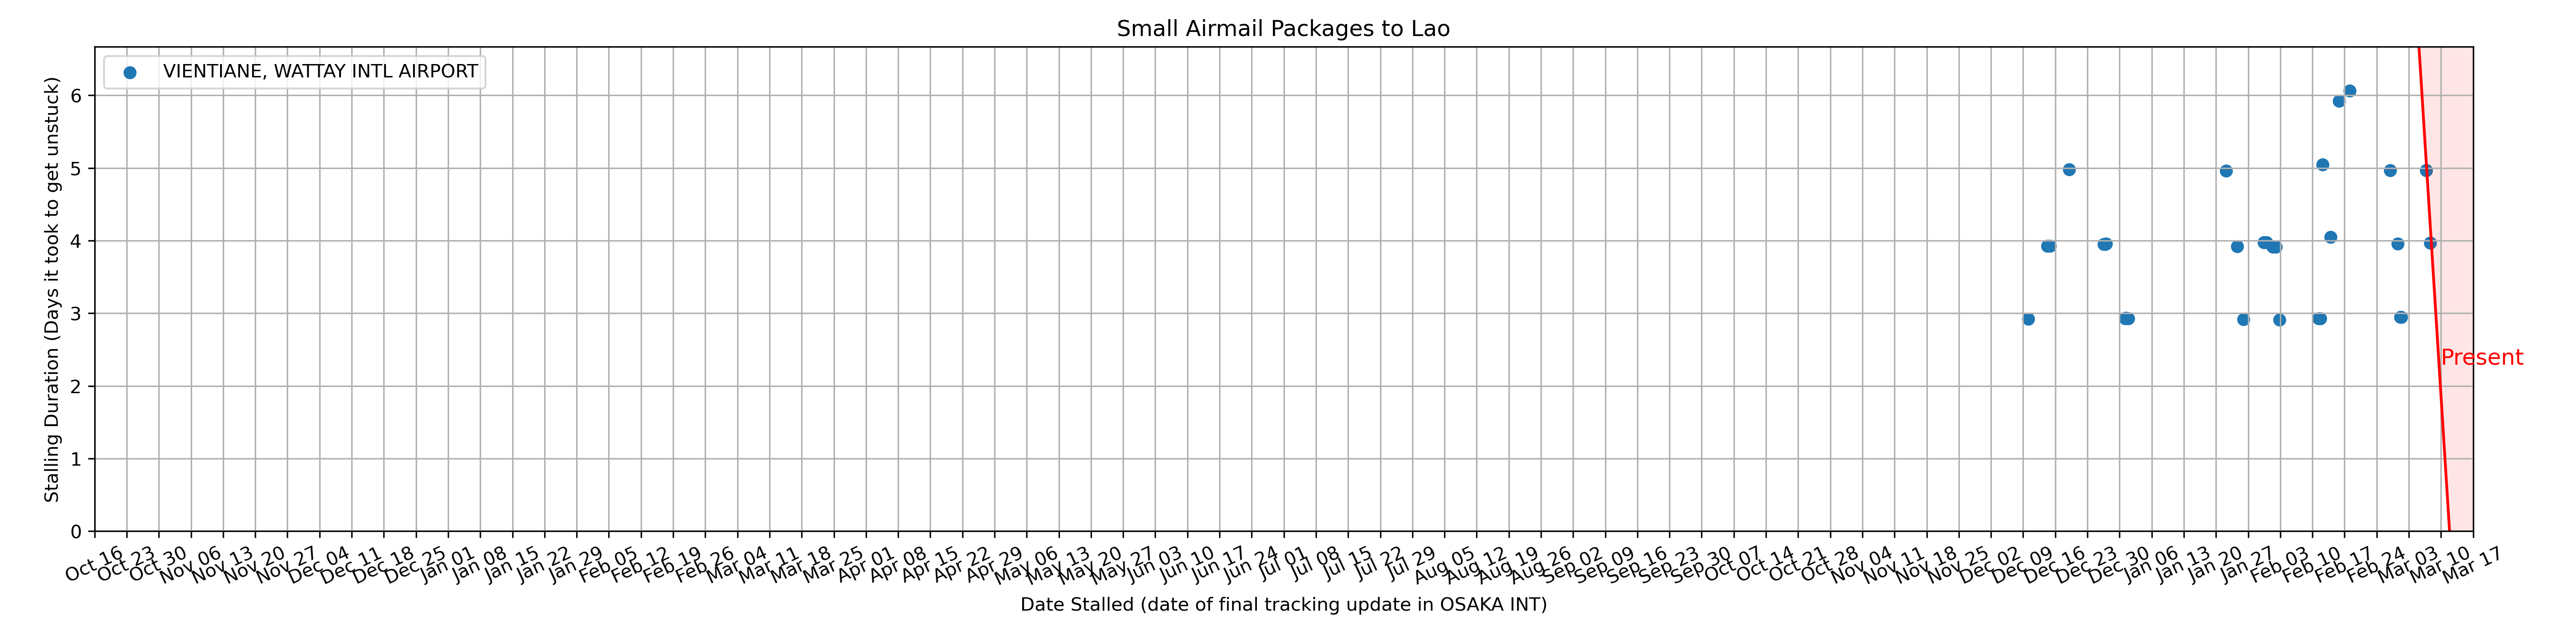 Small Airmail Packages to Lao
VIENTIANE, WATTAY INTL AIRPORT
Stalling Duration (Days it took to get unstuck)
6
5
4
3
2
1
0
Present
Oct 16
Oct 23
Oct 30
Nov 06
Nov 13
Nov 20
Nov 27
Dec 04
Dec 11
Dec 18
Dec 25
Jan 01
Jan 08
Jan 15
Jan 22
Jan 29
Feb 05
Feb 12
Feb 19
Feb 26
Mar 04
Mar 11
Mar 18
Mar 25
Apr 01
Apr 08
Apr 15
Apr 22
Apr 29
May 06
May 13
May 20
May 27
Jun 03
Jun 10
Jun 17
Jun 24
Jul 01
Jul 08
Jul 15
Jul 22
Jul 29
Aug 05
Aug 12
Aug 19
Aug 26
Sep 02
Sep 09
Sep 16
Sep 23
Sep 30
Oct 07
Oct 14
Oct 21
Oct 28
Nov 04
Nov 11
Nov 18
Nov 25
Dec 02
Dec 09
Dec 16
Dec 23
Dec 30
Jan 06
Jan 13
Jan 20
Jan 27
Feb 03
Feb 10
Feb 17
Feb 24
Mar 03
Mar 10
Mar 17
Date Stalled (date of final tracking update in OSAKA INT)